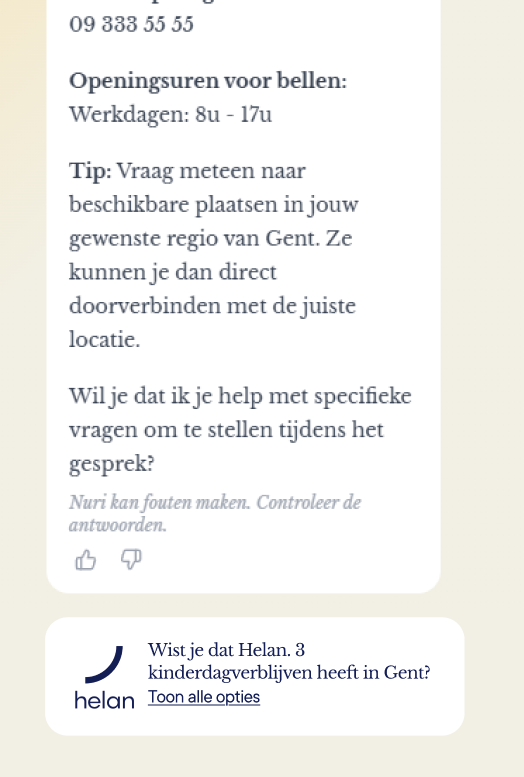 09 333 55 55
Openingsuren voor bellen:
Werkdagen: 8u - 17u
Tip: Vraag meteen naar
beschikbare plaatsen in jouw
gewenste regio van Gent. Ze
kunnen je dan direct
doorverbinden met de juiste
locatie.
Wil je dat ik je help met specifieke
vragen om te stellen tijdens het
gesprek?
Nuri kan fouten maken. Controleer de
antwoorden.
helan
Wist je dat Helan. 3
kinderdagverblijven heeft in Gent?
Toon alle opties